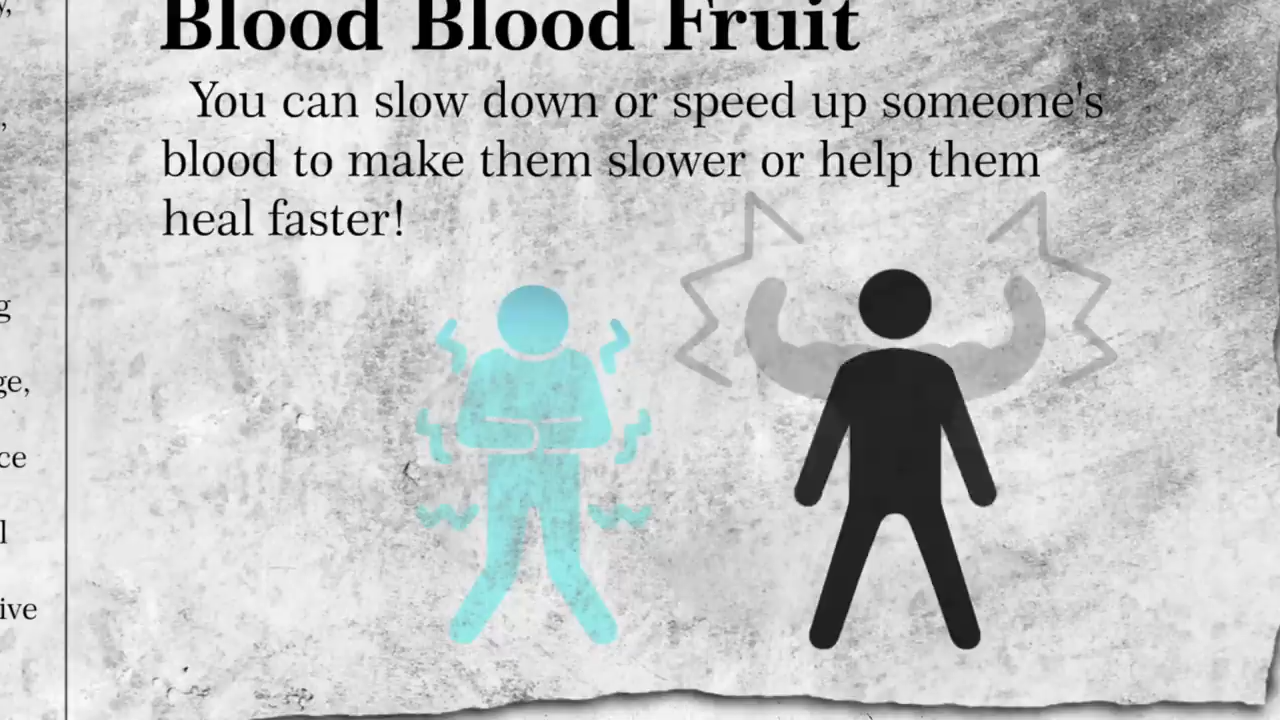 Blood Blood Fruit
You can slow down or speed up someone's
blood to make them slower or help them
heal faster!